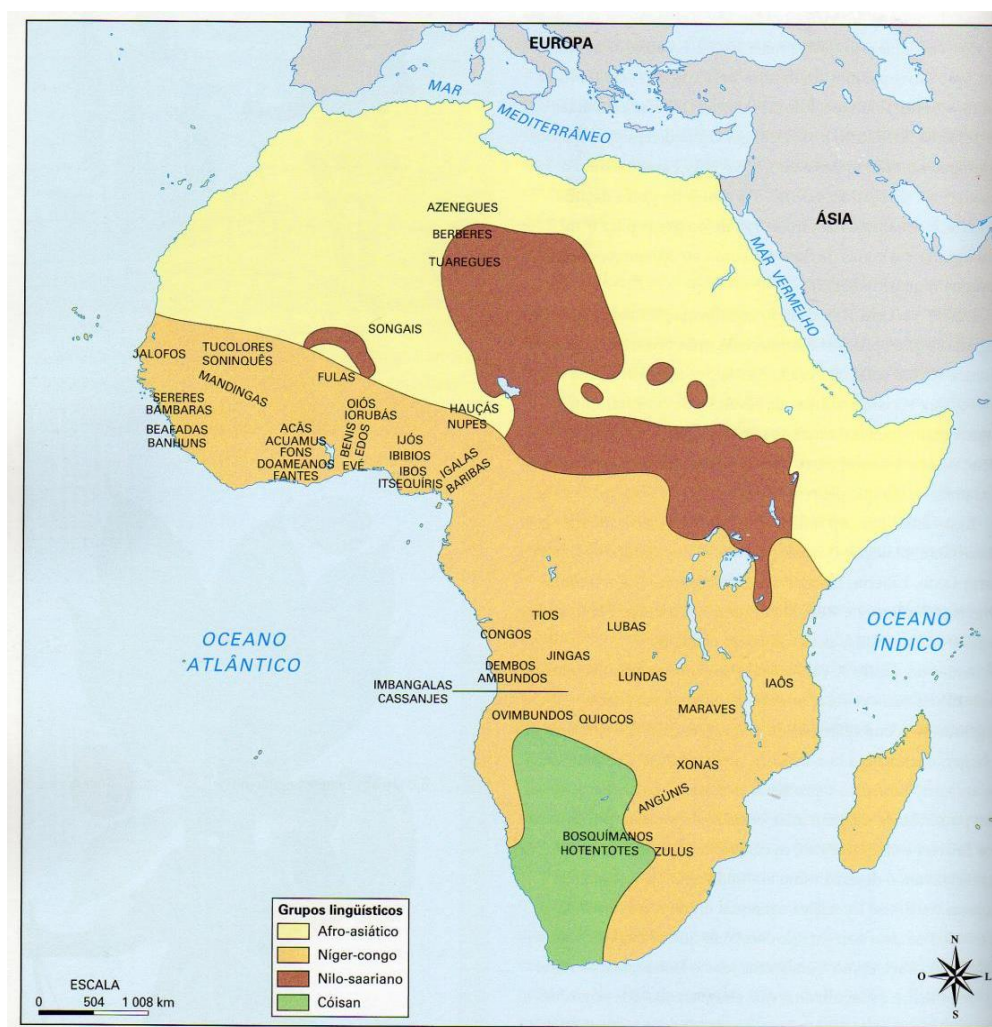 EUROPA
MAR
MEDITERRÂNEO
ÁSIA
MAR VERMELHO
AZENEGUES
BERBERES
TUAREGUES
SONGAIS
JALOFOS
TUCOLORES
SONINQUÊS
MANDINGAS
FULAS
SERERES
BÂMBARAS
BEAFADAS
BANHUNS
OIÓS
IORUBÁS
HAUÇÁS
NUPES
ACÃS
ACUAMUS
FONS
DOAMEANOS
FANTES
BENIS
EDOS
EVÉ
IJÓS
IBIBIOS
IBOS
ITSEQUÍRIS
IGALAS
BARIBAS
OCEANO
ATLÂNTICO
OCEANO
ÍNDICO
TIOS
CONGOS
LUBAS
JINGAS
DEMBOS
AMBUNDOS
LUNDAS
IAÔS
IMBANGALAS
CASSANJES
MARAVES
OVIMBUNDOS
QUIOCOS
XONAS
ANGÚNIS
BOSQUÍMANOS
HOTENTOTES
ZULUS
Grupos lingüísticos
Afro-asiático
Níger-congo
Nilo-saariano
Cóisan
ESCALA
0 504 1 008 km
N
O
L
S